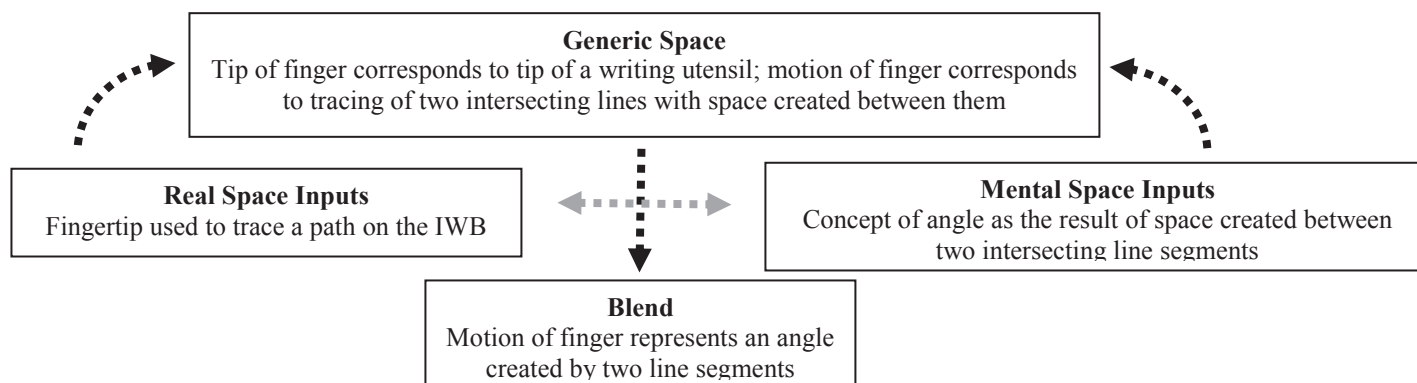 Generic Space
Tip of finger corresponds to tip of a writing utensil; motion of finger corresponds
to tracing of two intersecting lines with space created between them
Real Space Inputs
Fingertip used to trace a path on the IWB
Mental Space Inputs
Concept of angle as the result of space created between
two intersecting line segments
Blend
Motion of finger represents an angle
created by two line segments